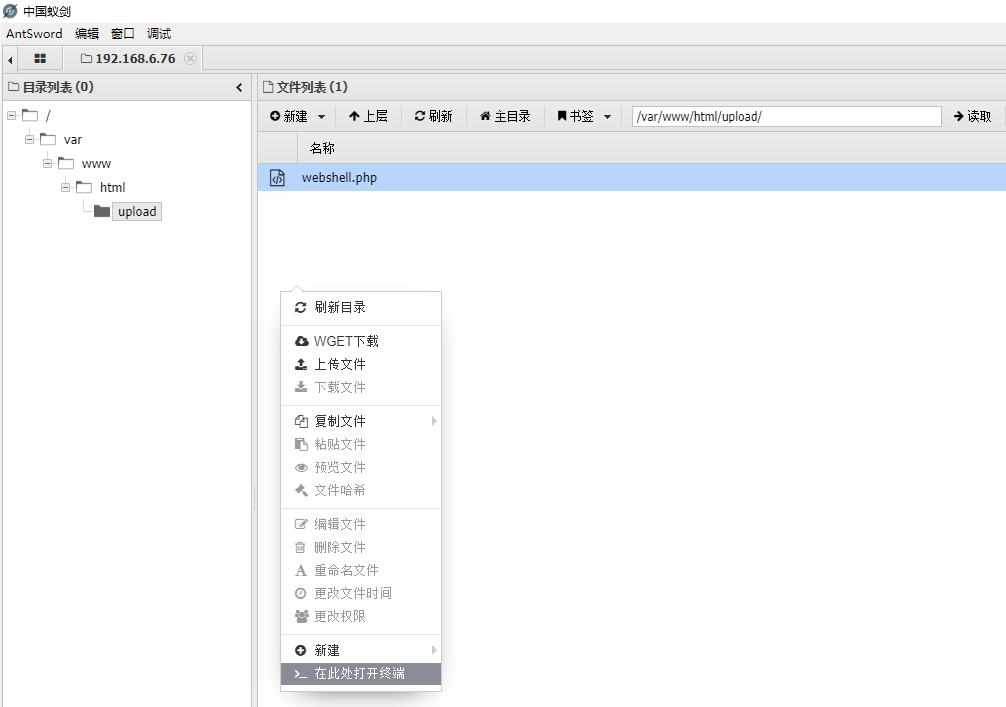 中国蚁剑
AntSword 编辑 窗口 调试
192.168.6.76
目录列表 (0)
/
var
www
html
upload
文件列表 (1)
新建 上层 刷新 主目录 书签 /var/www/html/upload/ 读取
名称
webshell.php
刷新目录
WGET下载
上传文件
下载文件
复制文件
粘贴文件
预览文件
文件哈希
编辑文件
删除文件
重命名文件
更改文件时间
更改权限
新建
在此处打开终端